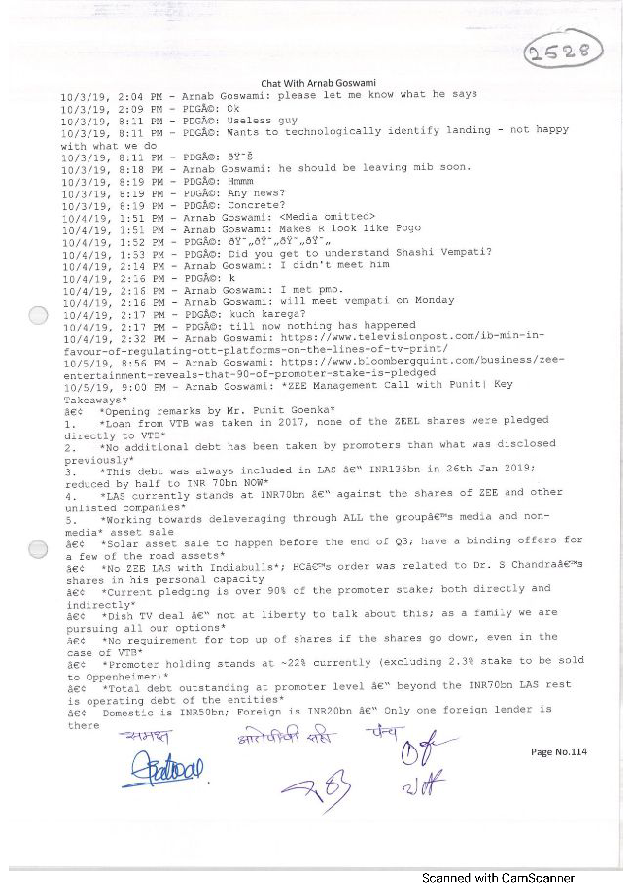 2528
Chat With Arnab Goswami
10/3/19, 2:04 PM - Arnab Goswami: please let me know what he says
10/3/19, 2:09 PM - PDGÂ©: Ok
10/3/19, 8:11 PM - PDGÂ©: Useless guy
10/3/19, 8:11 PM - PDGÂ©: Wants to technologically identify landing - not happy
with what we do
10/3/19, 8:11 PM - PDGÂ©:
10/3/19, 8:18 PM - Arnab Goswami: he should be leaving mib soon.
10/3/19, 8:19 PM - PDGÂ©: Hmmm
10/3/19, 8:19 PM - PDGÂ©: Any news?
10/3/19, 8:19 PM - PDGÂ©: Concrete?
10/4/19, 1:51 PM - Arnab Goswami: <Media omitted>
10/4/19, 1:51 PM - Arnab Goswami: Makes R look like Pogo
10/4/19, 1:52 PM - PDGÂ©: ðŸ˜„ðŸ˜„ðŸ˜„ðŸ˜„
10/4/19, 1:53 PM - PDGÂ©: Did you get to understand Shashi Vempati?
10/4/19, 2:14 PM - Arnab Goswami: I didn't meet him
10/4/19, 2:16 PM - PDGÂ©: k
10/4/19, 2:16 PM - Arnab Goswami: I met pmo.
10/4/19, 2:16 PM - Arnab Goswami: will meet vempati on Monday
10/4/19, 2:17 PM - PDGÂ©: kuch karega?
10/4/19, 2:17 PM - PDGÂ©: till now nothing has happened
10/4/19, 2:32 PM - Arnab Goswami: https://www.televisionpost.com/ib-min-in-
favour-of-regulating-ott-platforms-on-the-lines-of-tv-print/
10/5/19, 8:56 PM - Arnab Goswami: https://www.bloombergquint.com/business/zee-
entertainment-reveals-that-90-of-promoter-stake-is-pledged
10/5/19, 9:00 PM - Arnab Goswami: *ZEE Management Call with Punit| Key
Takeaways*
â€¢ *Opening remarks by Mr. Punit Goenka*
1. *Loan from VTB was taken in 2017, none of the ZEEL shares were pledged
directly to VTB*
2. *No additional debt has been taken by promoters than what was disclosed
previously*
3. *This debt was always included in LAS â€“ INR135bn in 26th Jan 2019;
reduced by half to INR 70bn NOW*
4. *LAS currently stands at INR70bn â€“ against the shares of ZEE and other
unlisted companies*
5. *Working towards deleveraging through ALL the groupâ€™s media and non-
media* asset sale
â€¢ *Solar asset sale to happen before the end of Q3; have a binding offers for
a few of the road assets*
â€¢ *No ZEE LAS with Indiabulls*; HCâ€™s order was related to Dr. S Chandraâ€™s
shares in his personal capacity
â€¢ *Current pledging is over 90% of the promoter stake; both directly and
indirectly*
â€¢ *Dish TV deal â€“ not at liberty to talk about this; as a family we are
pursuing all our options*
â€¢ *No requirement for top up of shares if the shares go down, even in the
case of VTB*
â€¢ *Promoter holding stands at ~22% currently (excluding 2.3% stake to be sold
to Oppenheimer)*
â€¢ *Total debt outstanding at promoter level â€“ beyond the INR70bn LAS rest
is operating debt of the entities*
â€¢ Domestic is INR50bn; Foreign is INR20bn â€“ Only one foreign lender is
there
समक्ष आरोपीची सही पंच
Page No.114
Scanned with CamScanner